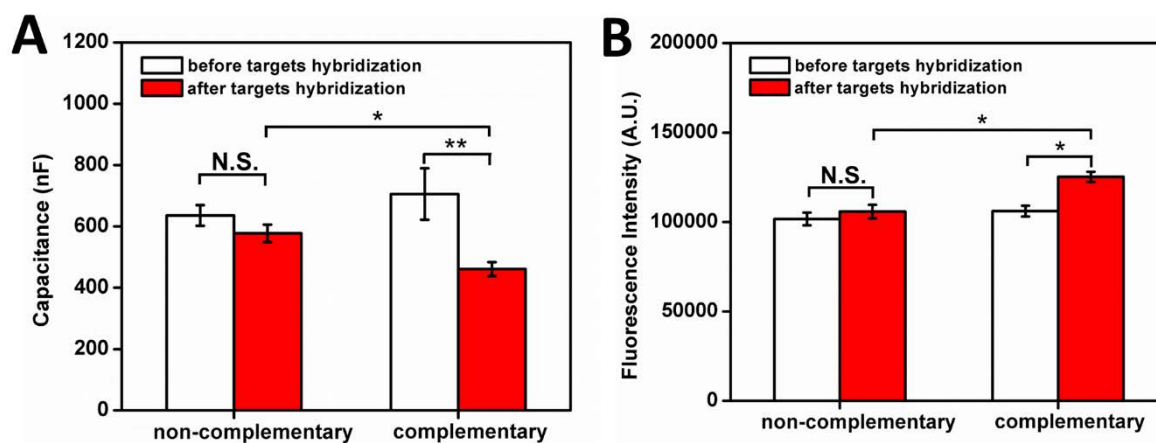 A
1200
1000
800
600
400
200
0
Capacitance (nF)
before targets hybridization
after targets hybridization
*
N.S.
**
non-complementary
complementary
B
200000
150000
100000
50000
0
Fluorescence Intensity (A.U.)
before targets hybridization
after targets hybridization
*
N.S.
*
non-complementary
complementary